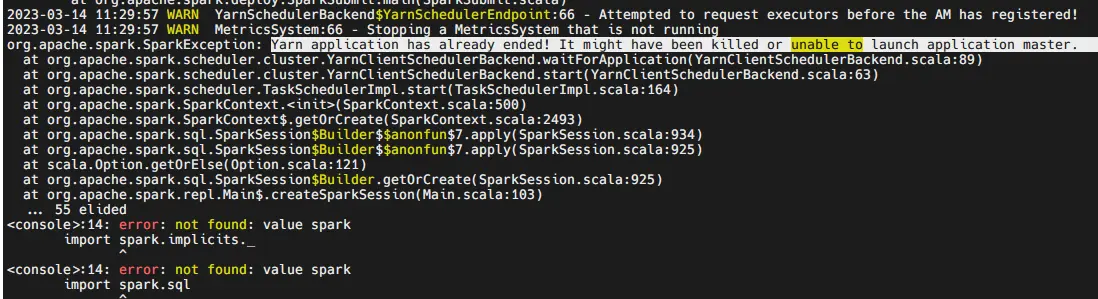 at org.apache.spark.deploy.SparkSubmit.main(SparkSubmit.scala)
2023-03-14 11:29:57 WARN  YarnSchedulerBackend$YarnSchedulerEndpoint:66 - Attempted to request executors before the AM has registered!
2023-03-14 11:29:57 WARN  MetricsSystem:66 - Stopping a MetricsSystem that is not running
org.apache.spark.SparkException: Yarn application has already ended! It might have been killed or unable to launch application master.
  at org.apache.spark.scheduler.cluster.YarnClientSchedulerBackend.waitForApplication(YarnClientSchedulerBackend.scala:89)
  at org.apache.spark.scheduler.cluster.YarnClientSchedulerBackend.start(YarnClientSchedulerBackend.scala:63)
  at org.apache.spark.scheduler.TaskSchedulerImpl.start(TaskSchedulerImpl.scala:164)
  at org.apache.spark.SparkContext.<init>(SparkContext.scala:500)
  at org.apache.spark.SparkContext$.getOrCreate(SparkContext.scala:2493)
  at org.apache.spark.sql.SparkSession$Builder$$anonfun$7.apply(SparkSession.scala:934)
  at org.apache.spark.sql.SparkSession$Builder$$anonfun$7.apply(SparkSession.scala:925)
  at scala.Option.getOrElse(Option.scala:121)
  at org.apache.spark.sql.SparkSession$Builder.getOrCreate(SparkSession.scala:925)
  at org.apache.spark.repl.Main$.createSparkSession(Main.scala:103)
  ... 55 elided
<console>:14: error: not found: value spark
       import spark.implicits._
              ^
<console>:14: error: not found: value spark
       import spark.sql
              ^